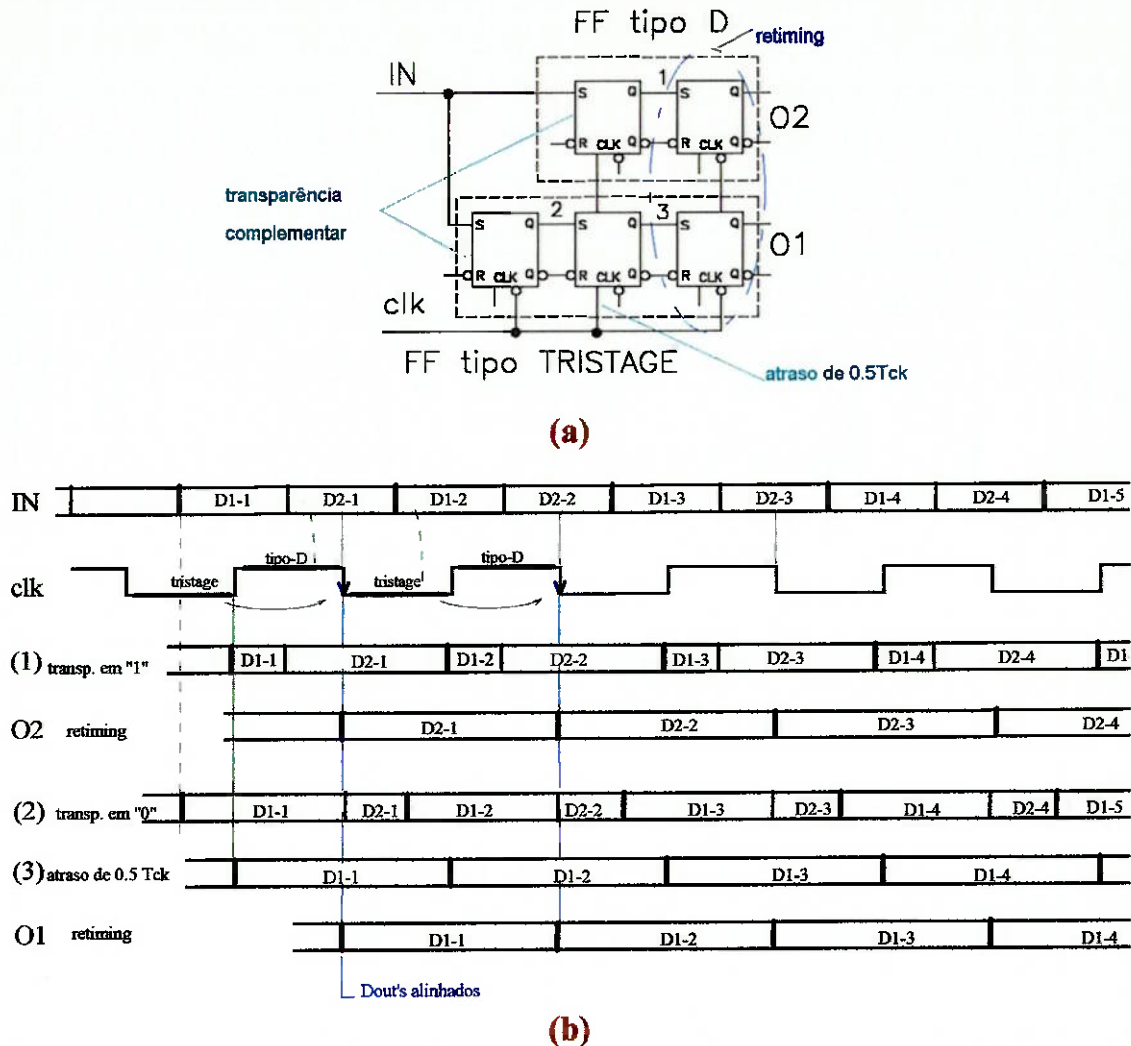 FF tipo D
retiming
IN
1
S Q S Q
O2
R CLK Q R CLK Q
transparência
complementar
2 3
S Q S Q S Q
O1
R CLK Q R CLK Q R CLK Q
clk
FF tipo TRISTAGE
atraso de 0.5Tck
(a)
IN D1-1 D2-1 D1-2 D2-2 D1-3 D2-3 D1-4 D2-4 D1-5
clk tristage tipo-D tristage tipo-D
(1) transp. em "1" D1-1 D2-1 D1-2 D2-2 D1-3 D2-3 D1-4 D2-4 D1
O2 retiming D2-1 D2-2 D2-3 D2-4
(2) transp. em "0" D1-1 D2-1 D1-2 D2-2 D1-3 D2-3 D1-4 D2-4 D1-5
(3) atraso de 0.5 Tck D1-1 D1-2 D1-3 D1-4
O1 retiming D1-1 D1-2 D1-3 D1-4
Dout's alinhados
(b)